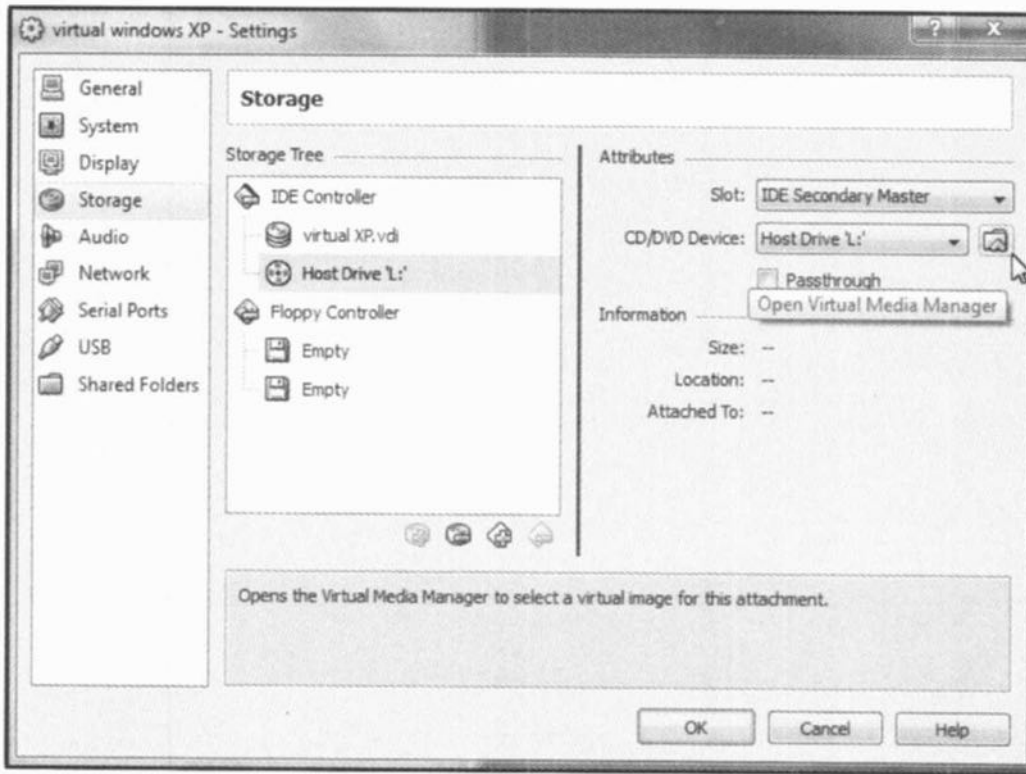 virtual windows XP - Settings
? X
General
System
Display
Storage
Audio
Network
Serial Ports
USB
Shared Folders
Storage
Storage Tree
IDE Controller
virtual XP.vdi
Host Drive 'L:'
Floppy Controller
Empty
Empty
Attributes
Slot: IDE Secondary Master
CD/DVD Device: Host Drive 'L:'
Passthrough
Open Virtual Media Manager
Information
Size: --
Location: --
Attached To: --
Opens the Virtual Media Manager to select a virtual image for this attachment.
OK Cancel Help